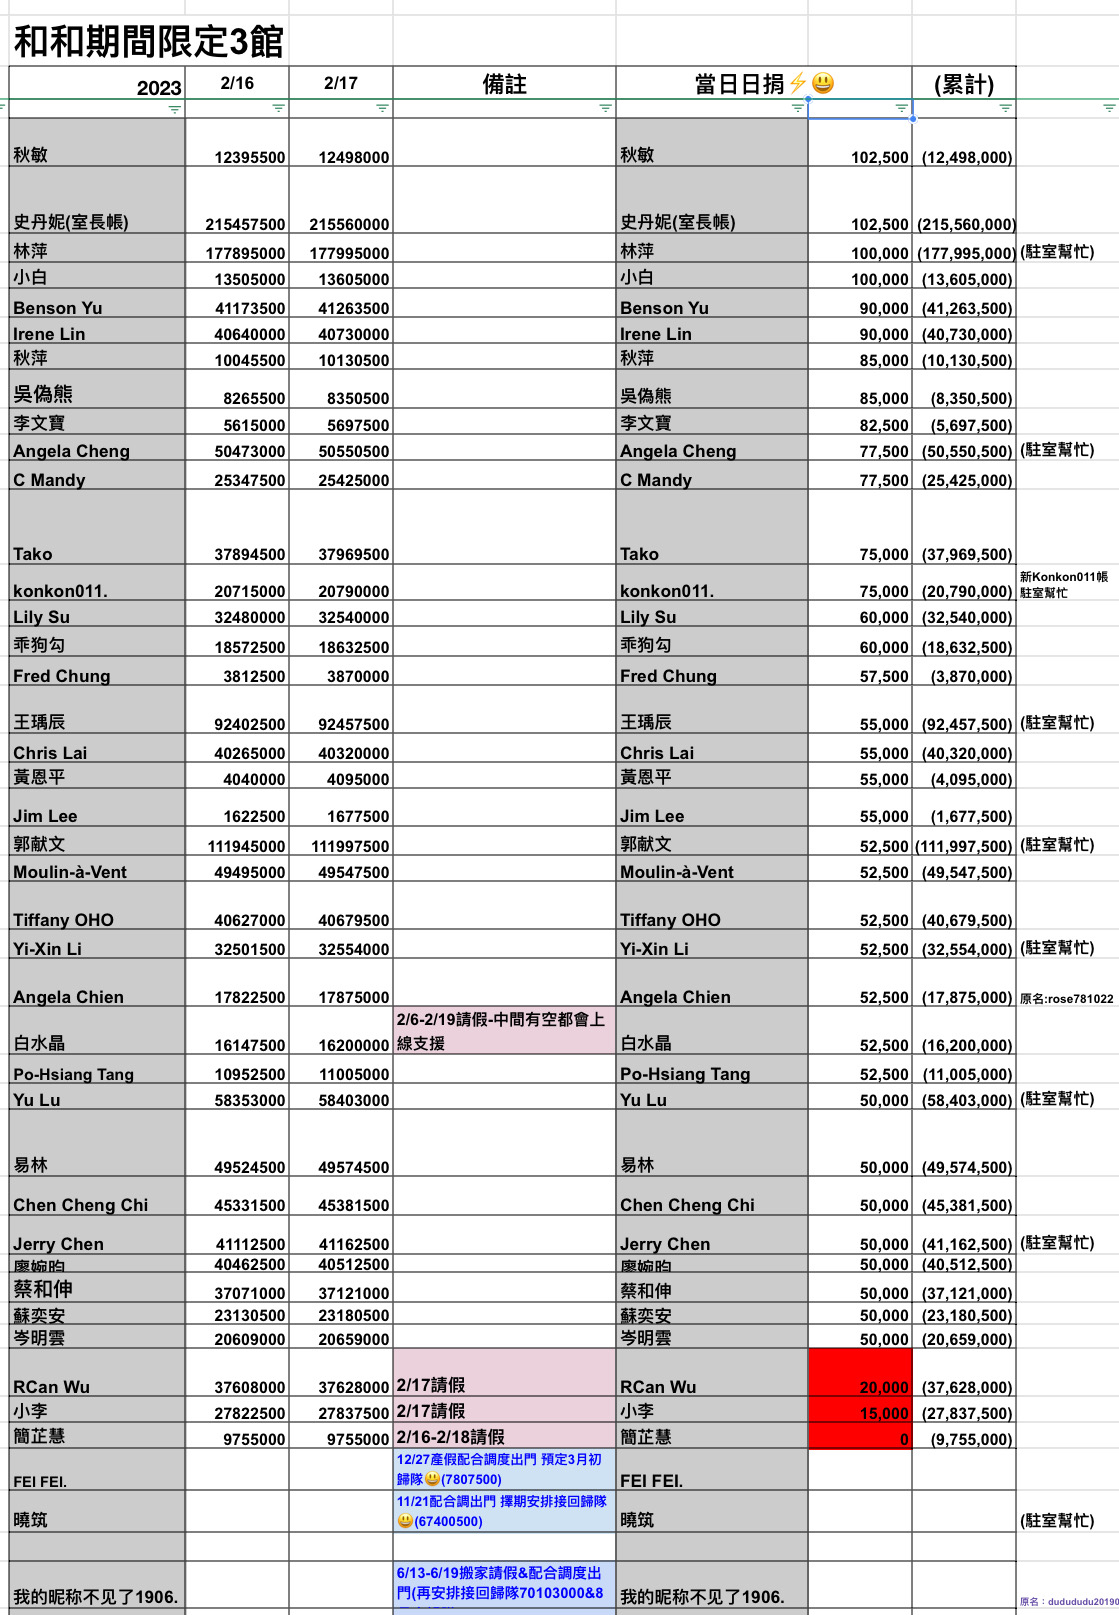 和和期間限定3館
2023 2/16 2/17 備註 當日日捐⚡😃 (累計)
秋敏 12395500 12498000 秋敏 102,500 (12,498,000)
史丹妮(室長帳) 215457500 215560000 史丹妮(室長帳) 102,500 (215,560,000)
林萍 177895000 177995000 林萍 100,000 (177,995,000) (駐室幫忙)
小白 13505000 13605000 小白 100,000 (13,605,000)
Benson Yu 41173500 41263500 Benson Yu 90,000 (41,263,500)
Irene Lin 40640000 40730000 Irene Lin 90,000 (40,730,000)
秋萍 10045500 10130500 秋萍 85,000 (10,130,500)
吳偽熊 8265500 8350500 吳偽熊 85,000 (8,350,500)
李文寶 5615000 5697500 李文寶 82,500 (5,697,500)
Angela Cheng 50473000 50550500 Angela Cheng 77,500 (50,550,500) (駐室幫忙)
C Mandy 25347500 25425000 C Mandy 77,500 (25,425,000)
Tako 37894500 37969500 Tako 75,000 (37,969,500)
konkon011. 20715000 20790000 konkon011. 75,000 (20,790,000) 新Konkon011帳
駐室幫忙
Lily Su 32480000 32540000 Lily Su 60,000 (32,540,000)
乖狗勾 18572500 18632500 乖狗勾 60,000 (18,632,500)
Fred Chung 3812500 3870000 Fred Chung 57,500 (3,870,000)
王瑀辰 92402500 92457500 王瑀辰 55,000 (92,457,500) (駐室幫忙)
Chris Lai 40265000 40320000 Chris Lai 55,000 (40,320,000)
黃恩平 4040000 4095000 黃恩平 55,000 (4,095,000)
Jim Lee 1622500 1677500 Jim Lee 55,000 (1,677,500)
郭献文 111945000 111997500 郭献文 52,500 (111,997,500) (駐室幫忙)
Moulin-à-Vent 49495000 49547500 Moulin-à-Vent 52,500 (49,547,500)
Tiffany OHO 40627000 40679500 Tiffany OHO 52,500 (40,679,500)
Yi-Xin Li 32501500 32554000 Yi-Xin Li 52,500 (32,554,000) (駐室幫忙)
Angela Chien 17822500 17875000 Angela Chien 52,500 (17,875,000) 原名:rose781022
白水晶 16147500 16200000 2/6-2/19請假-中間有空都會上
線支援 白水晶 52,500 (16,200,000)
Po-Hsiang Tang 10952500 11005000 Po-Hsiang Tang 52,500 (11,005,000)
Yu Lu 58353000 58403000 Yu Lu 50,000 (58,403,000) (駐室幫忙)
易林 49524500 49574500 易林 50,000 (49,574,500)
Chen Cheng Chi 45331500 45381500 Chen Cheng Chi 50,000 (45,381,500)
Jerry Chen 41112500 41162500 Jerry Chen 50,000 (41,162,500) (駐室幫忙)
廖婉昀 40462500 40512500 廖婉昀 50,000 (40,512,500)
蔡和伸 37071000 37121000 蔡和伸 50,000 (37,121,000)
蘇奕安 23130500 23180500 蘇奕安 50,000 (23,180,500)
岑明雲 20609000 20659000 岑明雲 50,000 (20,659,000)
RCan Wu 37608000 37628000 2/17請假 RCan Wu 20,000 (37,628,000)
小李 27822500 27837500 2/17請假 小李 15,000 (27,837,500)
簡芷慧 9755000 9755000 2/16-2/18請假 簡芷慧 0 (9,755,000)
FEI FEI. 12/27產假配合調度出門 預定3月初
歸隊😃(7807500) FEI FEI.
曉筑 11/21配合調出門 擇期安排接回歸隊
😃(67400500) 曉筑 (駐室幫忙)
我的昵称不见了1906. 6/13-6/19搬家請假&配合調度出
門(再安排接回歸隊70103000&8 我的昵称不见了1906. 原名：dudududu20190